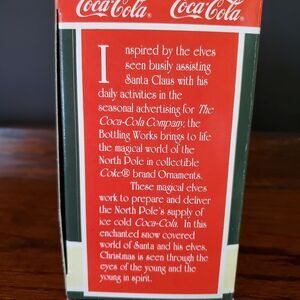 Coca-Cola® Coca-Cola®
Inspired by the elves
seen busily assisting
Santa Claus with his
daily activities in the
seasonal advertising for The
Coca-Cola Company, the
Bottling Works brings to life
the magical world of the
North Pole in collectible
Coke® brand Ornaments.
These magical elves
work to prepare and deliver
the North Pole's supply of
ice cold Coca-Cola. In this
enchanted snow covered
world of Santa and his elves,
Christmas is seen through the
eyes of the young and the
young in spirit.